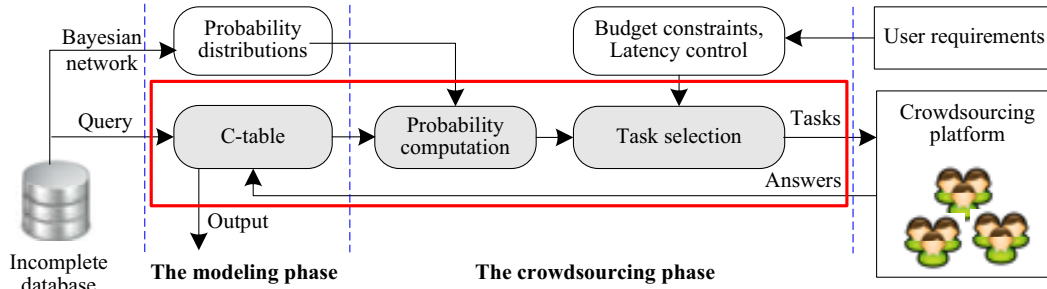 Bayesian
network
Probability
distributions
Budget constraints,
Latency control
User requirements
Query
C-table
Probability
computation
Task selection
Tasks
Crowdsourcing
platform
Answers
Output
Incomplete
database
The modeling phase
The crowdsourcing phase